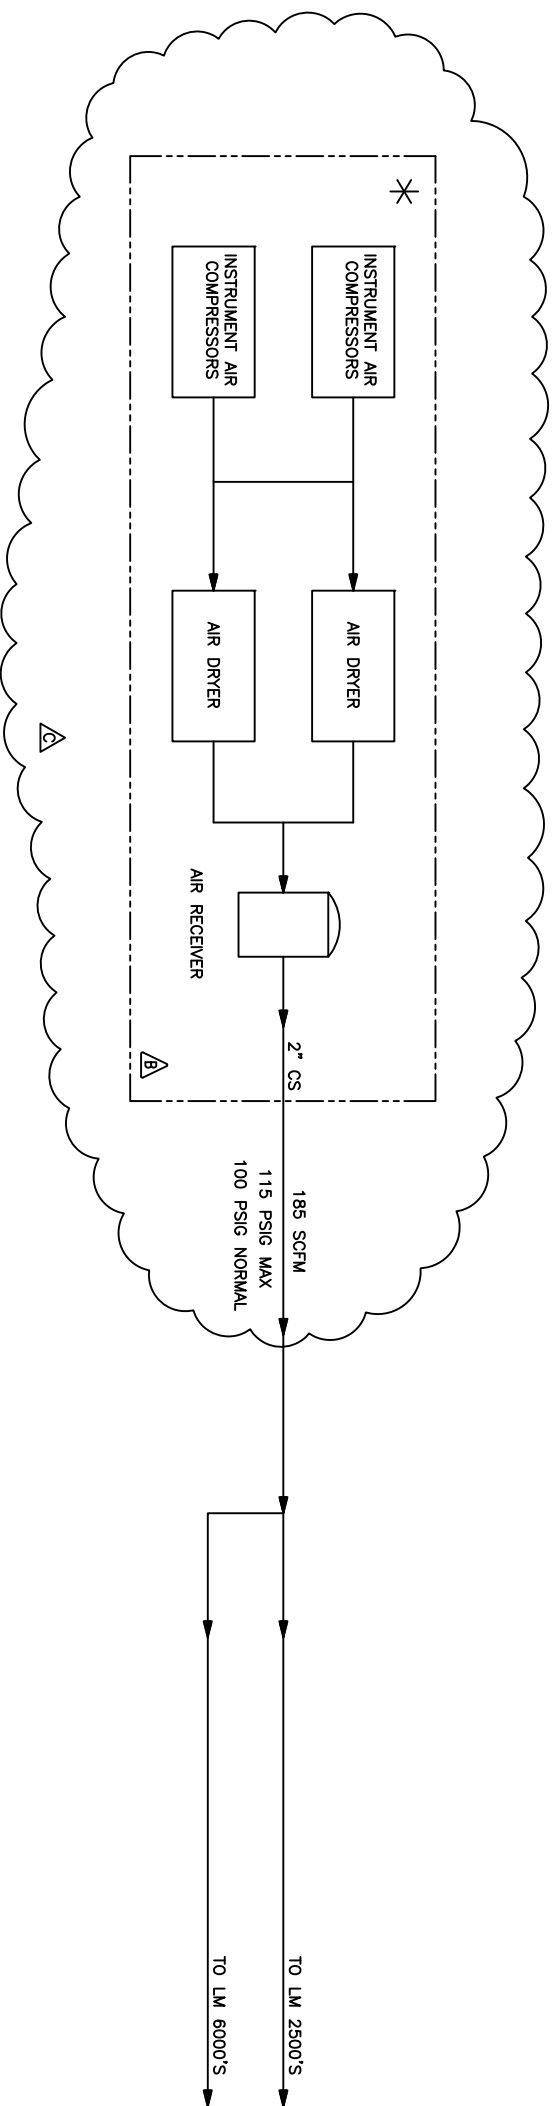 INSTRUMENT AIR
COMPRESSORS
INSTRUMENT AIR
COMPRESSORS
AIR DRYER
AIR DRYER
AIR RECEIVER
2" CS
B
C
185 SCFM
115 PSIG MAX
100 PSIG NORMAL
TO LM 2500'S
TO LM 6000'S